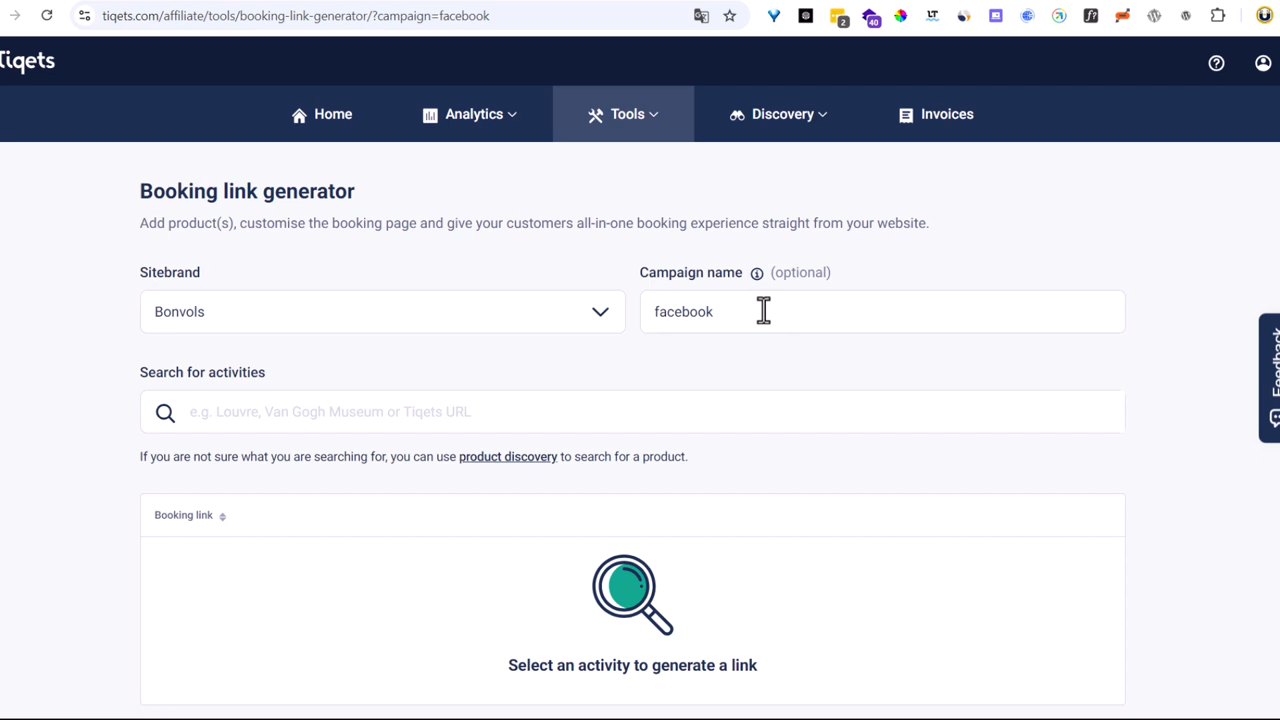 tiqets.com/affiliate/tools/booking-link-generator/?campaign=facebook
2
40
LT
f?
Tiqets
Home
Analytics
Tools
Discovery
Invoices
Booking link generator
Add product(s), customise the booking page and give your customers all-in-one booking experience straight from your website.
Sitebrand
Campaign name (optional)
Bonvols
facebook
Search for activities
e.g. Louvre, Van Gogh Museum or Tiqets URL
If you are not sure what you are searching for, you can use product discovery to search for a product.
Feedback
Booking link
Select an activity to generate a link